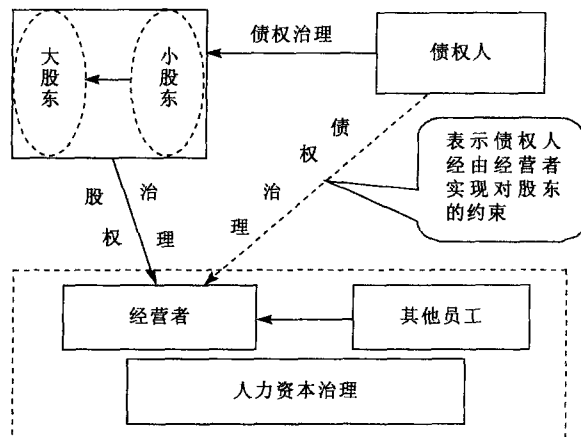 大股东
小股东
债权治理
债权人
债权治理
表示债权人
经由经营者
实现对股东
的约束
股权治理
经营者
其他员工
人力资本治理